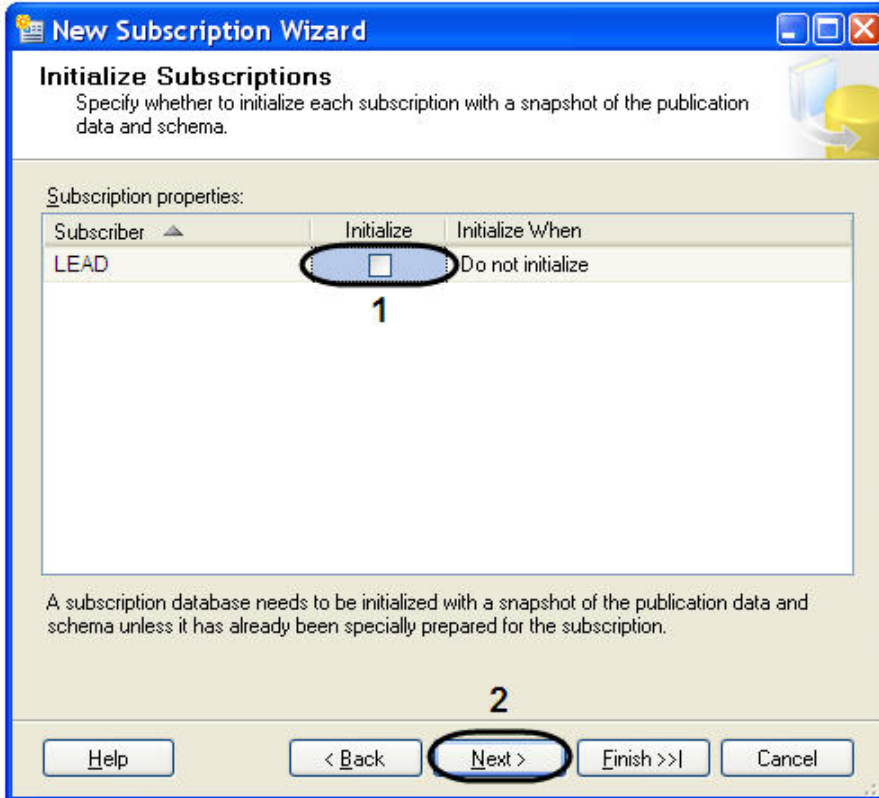 New Subscription Wizard
Initialize Subscriptions
Specify whether to initialize each subscription with a snapshot of the publication
data and schema.
Subscription properties:
Subscriber Initialize Initialize When
LEAD Do not initialize
1
A subscription database needs to be initialized with a snapshot of the publication data and
schema unless it has already been specially prepared for the subscription.
2
Help < Back Next > Finish >>| Cancel